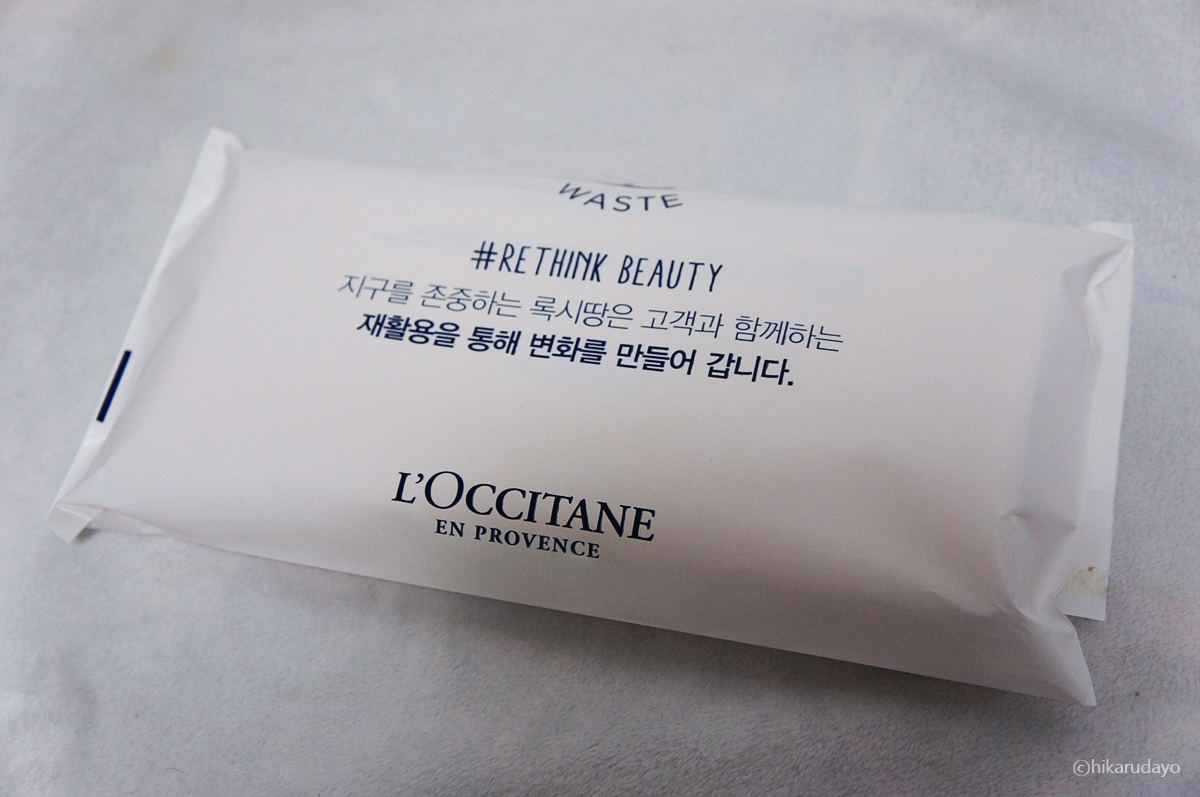 WASTE
#RETHINK BEAUTY
지구를 존중하는 록시땅은 고객과 함께하는
재활용을 통해 변화를 만들어 갑니다.
L'OCCITANE
EN PROVENCE
©hikarudayo